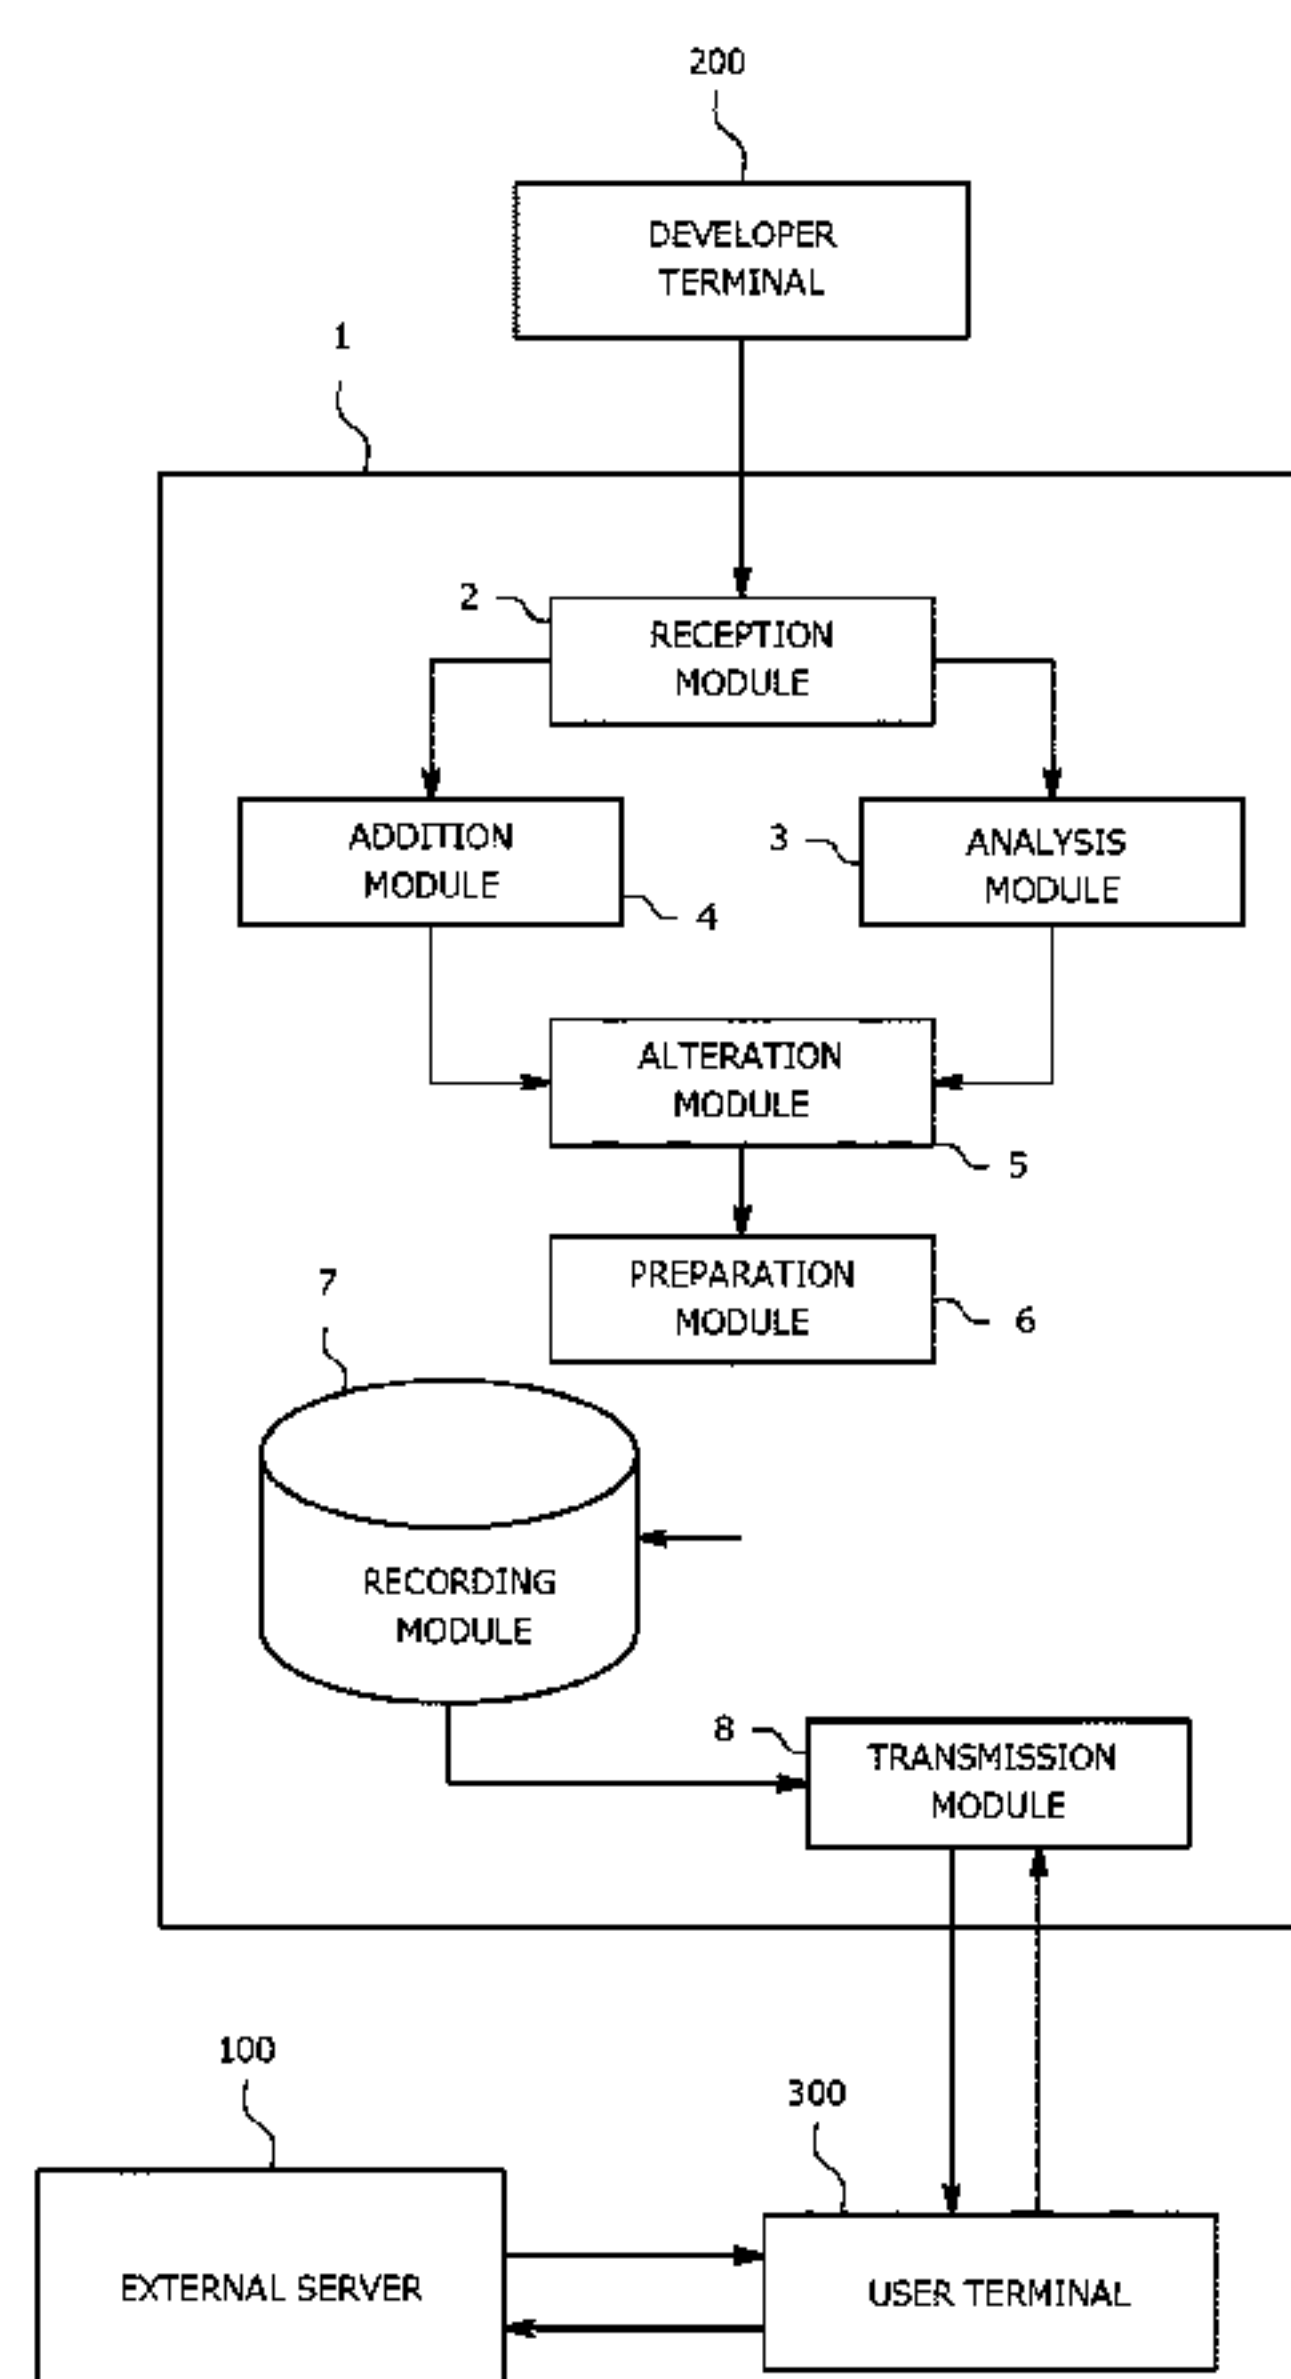 200
DEVELOPER
TERMINAL
1
2
RECEPTION
MODULE
ADDITION
MODULE
4
3
ANALYSIS
MODULE
ALTERATION
MODULE
5
PREPARATION
MODULE
6
7
RECORDING
MODULE
8
TRANSMISSION
MODULE
100
EXTERNAL SERVER
300
USER TERMINAL